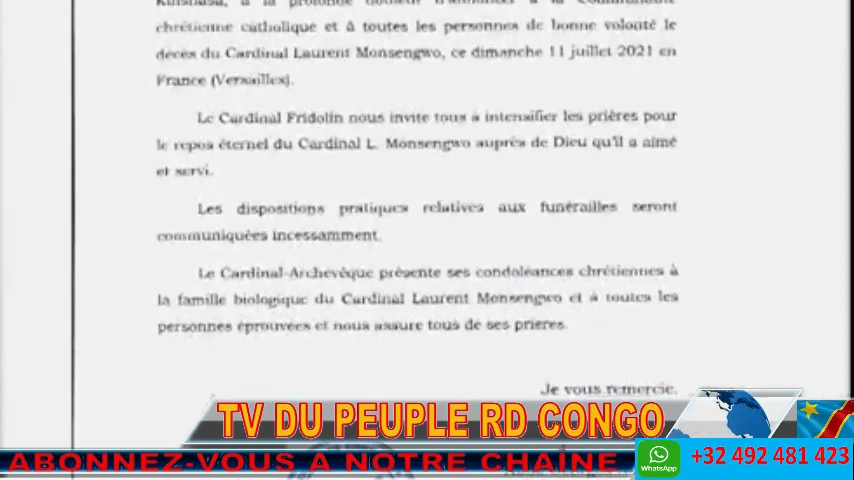 Kinshasa, a la profonde douleur d'annoncer à la Communauté
chrétienne catholique et à toutes les personnes de bonne volonté le
décès du Cardinal Laurent Monsengwo, ce dimanche 11 juillet 2021 en
France (Versailles).
Le Cardinal Fridolin nous invite tous à intensifier les prières pour
le repos éternel du Cardinal L. Monsengwo auprès de Dieu qu'il a aimé
et servi.
Les dispositions pratiques relatives aux funérailles seront
communiquées incessamment.
Le Cardinal-Archevêque présente ses condoléances chrétiennes à
la famille biologique du Cardinal Laurent Monsengwo et à toutes les
personnes éprouvées et nous assure tous de ses prières.
Je vous remercie.
TV DU PEUPLE RD CONGO
ABONNEZ-VOUS A NOTRE CHAINE
WhatsApp
+32 492 481 423